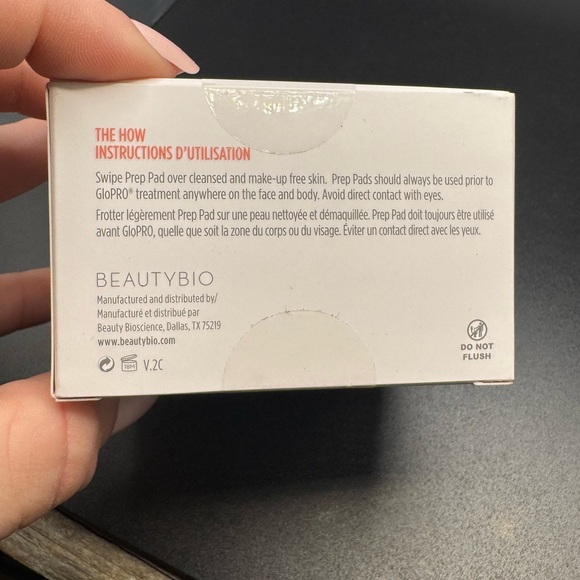 THE HOW
INSTRUCTIONS D'UTILISATION
Swipe Prep Pad over cleansed and make-up free skin. Prep Pads should always be used prior to
GloPRO® treatment anywhere on the face and body. Avoid direct contact with eyes.
Frotter légèrement Prep Pad sur une peau nettoyée et démaquillée. Prep Pad doit toujours être utilisé
avant GloPRO, quelle que soit la zone du corps ou du visage. Éviter un contact direct avec les yeux.
BEAUTYBIO
Manufactured and distributed by/
Manufacturé et distribué par
Beauty Bioscience, Dallas, TX 75219
www.beautybio.com
18M V.2C
DO NOT
FLUSH